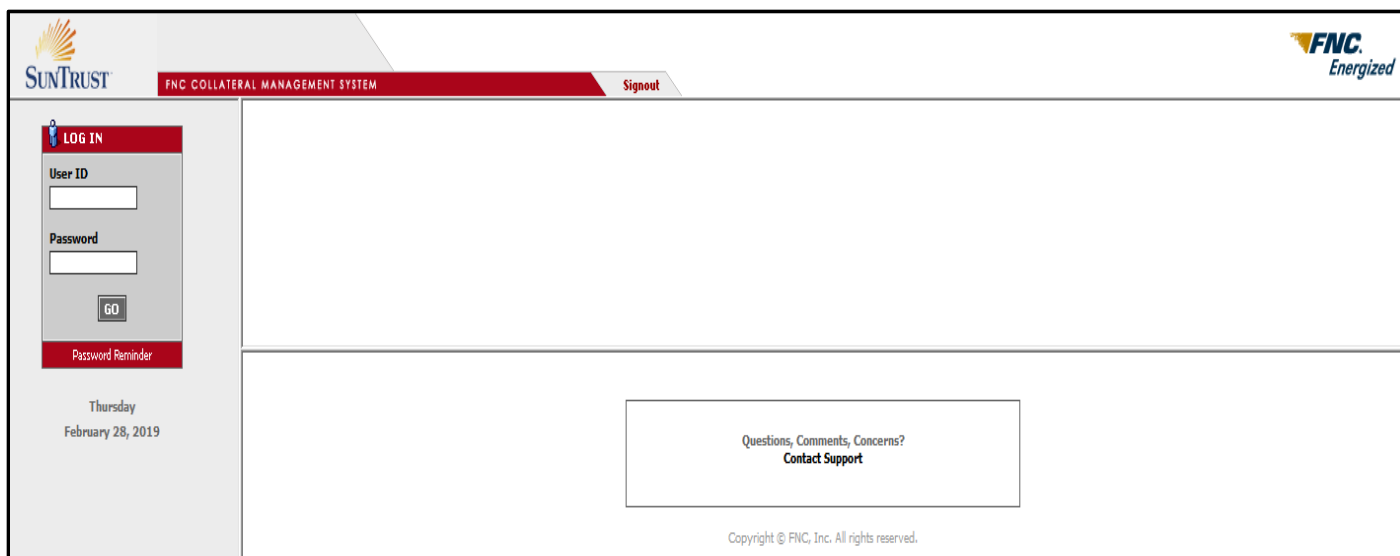 SUNTRUST
FNC COLLATERAL MANAGEMENT SYSTEM
Signout
FNC.
Energized
LOG IN
User ID
Password
GO
Password Reminder
Thursday
February 28, 2019
Questions, Comments, Concerns?
Contact Support
Copyright © FNC, Inc. All rights reserved.